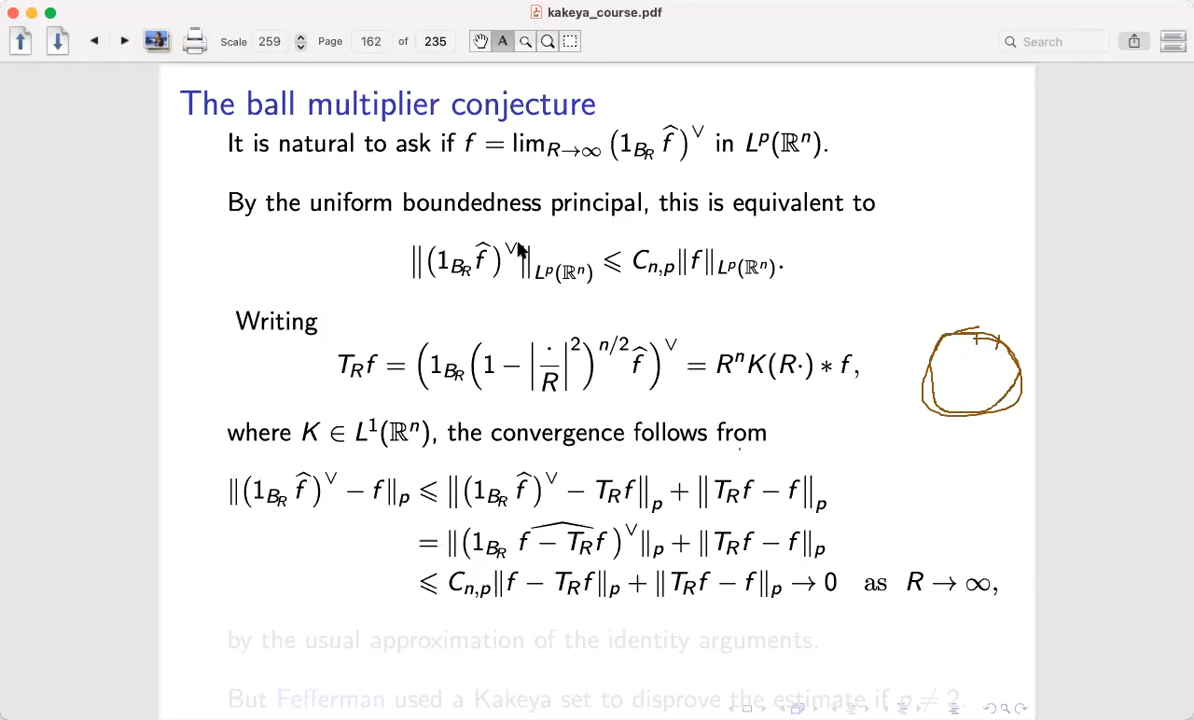 kakeya_course.pdf
Scale 259 Page 162 of 235 A Search
The ball multiplier conjecture
It is natural to ask if f = lim_{R→∞} (1_{B_R} f̂)^∨ in L^p(ℝ^n).
By the uniform boundedness principal, this is equivalent to
‖(1_{B_R} f̂)^∨‖_{L^p(ℝ^n)} ⩽ C_{n,p}‖f‖_{L^p(ℝ^n)}.
Writing
T_R f = (1_{B_R}(1 − |·/R|^2)^{n/2} f̂)^∨ = R^n K(R·) ∗ f,
where K ∈ L^1(ℝ^n), the convergence follows from
‖(1_{B_R} f̂)^∨ − f‖_p ⩽ ‖(1_{B_R} f̂)^∨ − T_R f‖_p + ‖T_R f − f‖_p
= ‖(1_{B_R} \widehat{f − T_R f})^∨‖_p + ‖T_R f − f‖_p
⩽ C_{n,p}‖f − T_R f‖_p + ‖T_R f − f‖_p → 0 as R → ∞,
by the usual approximation of the identity arguments.
But Fefferman used a Kakeya set to disprove the estimate if p ≠ 2.